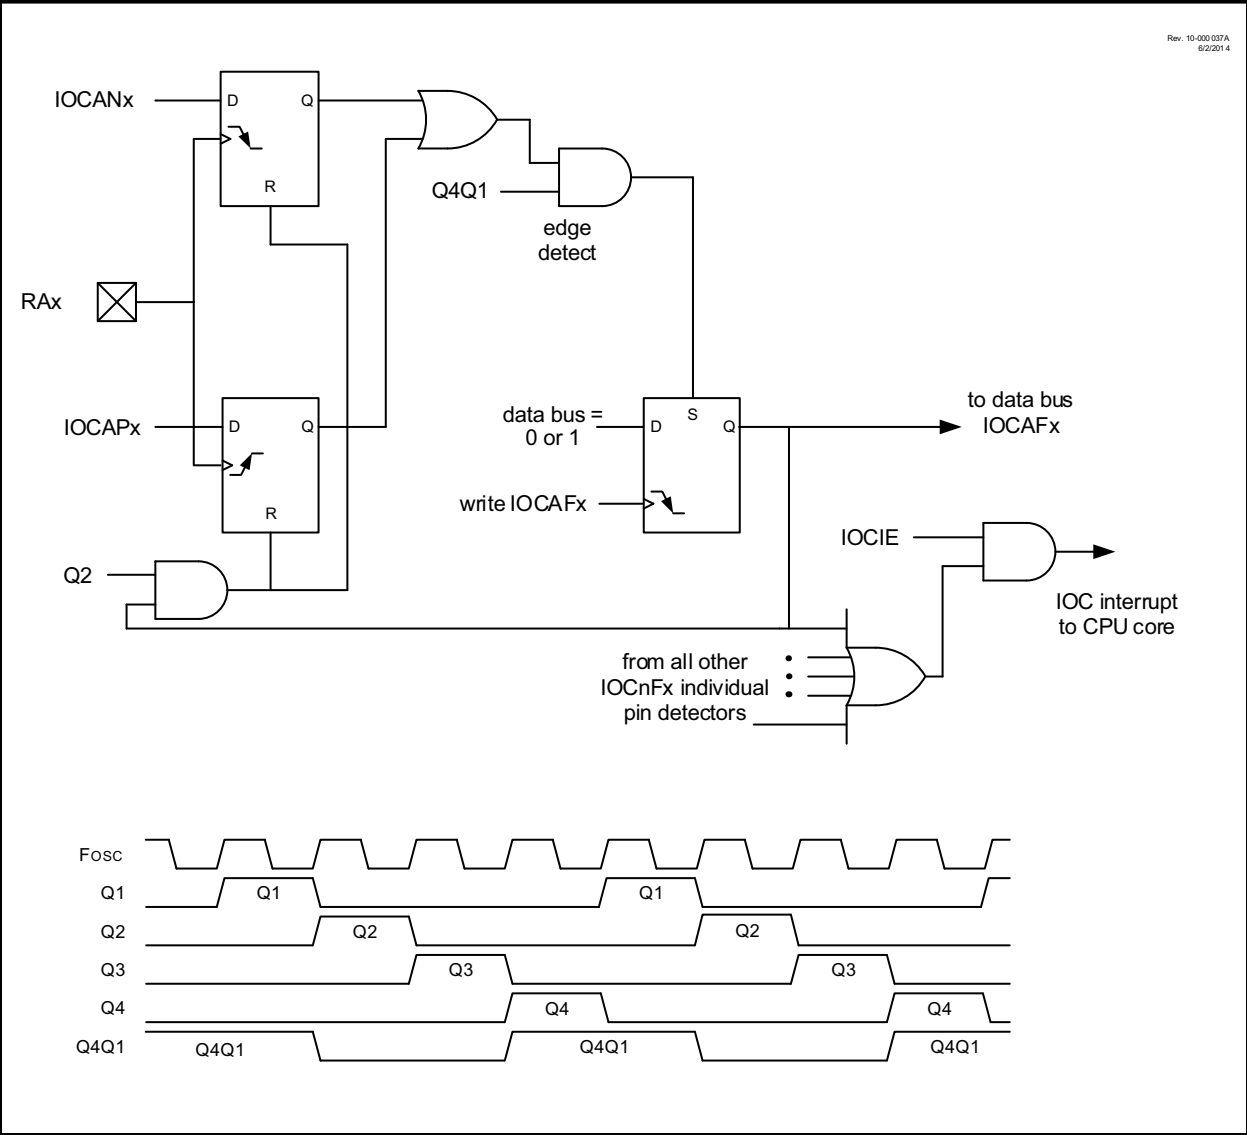 Rev. 10-000 037A
6/2/201 4
IOCANx
D
Q
R
Q4Q1
edge
detect
RAx
IOCAPx
D
Q
R
data bus =
0 or 1
S
D
Q
to data bus
IOCAFx
write IOCAFx
IOCIE
Q2
IOC interrupt
to CPU core
from all other
IOCnFx individual
pin detectors
FOSC
Q1
Q1
Q1
Q2
Q2
Q2
Q3
Q3
Q3
Q4
Q4
Q4
Q4Q1
Q4Q1
Q4Q1
Q4Q1